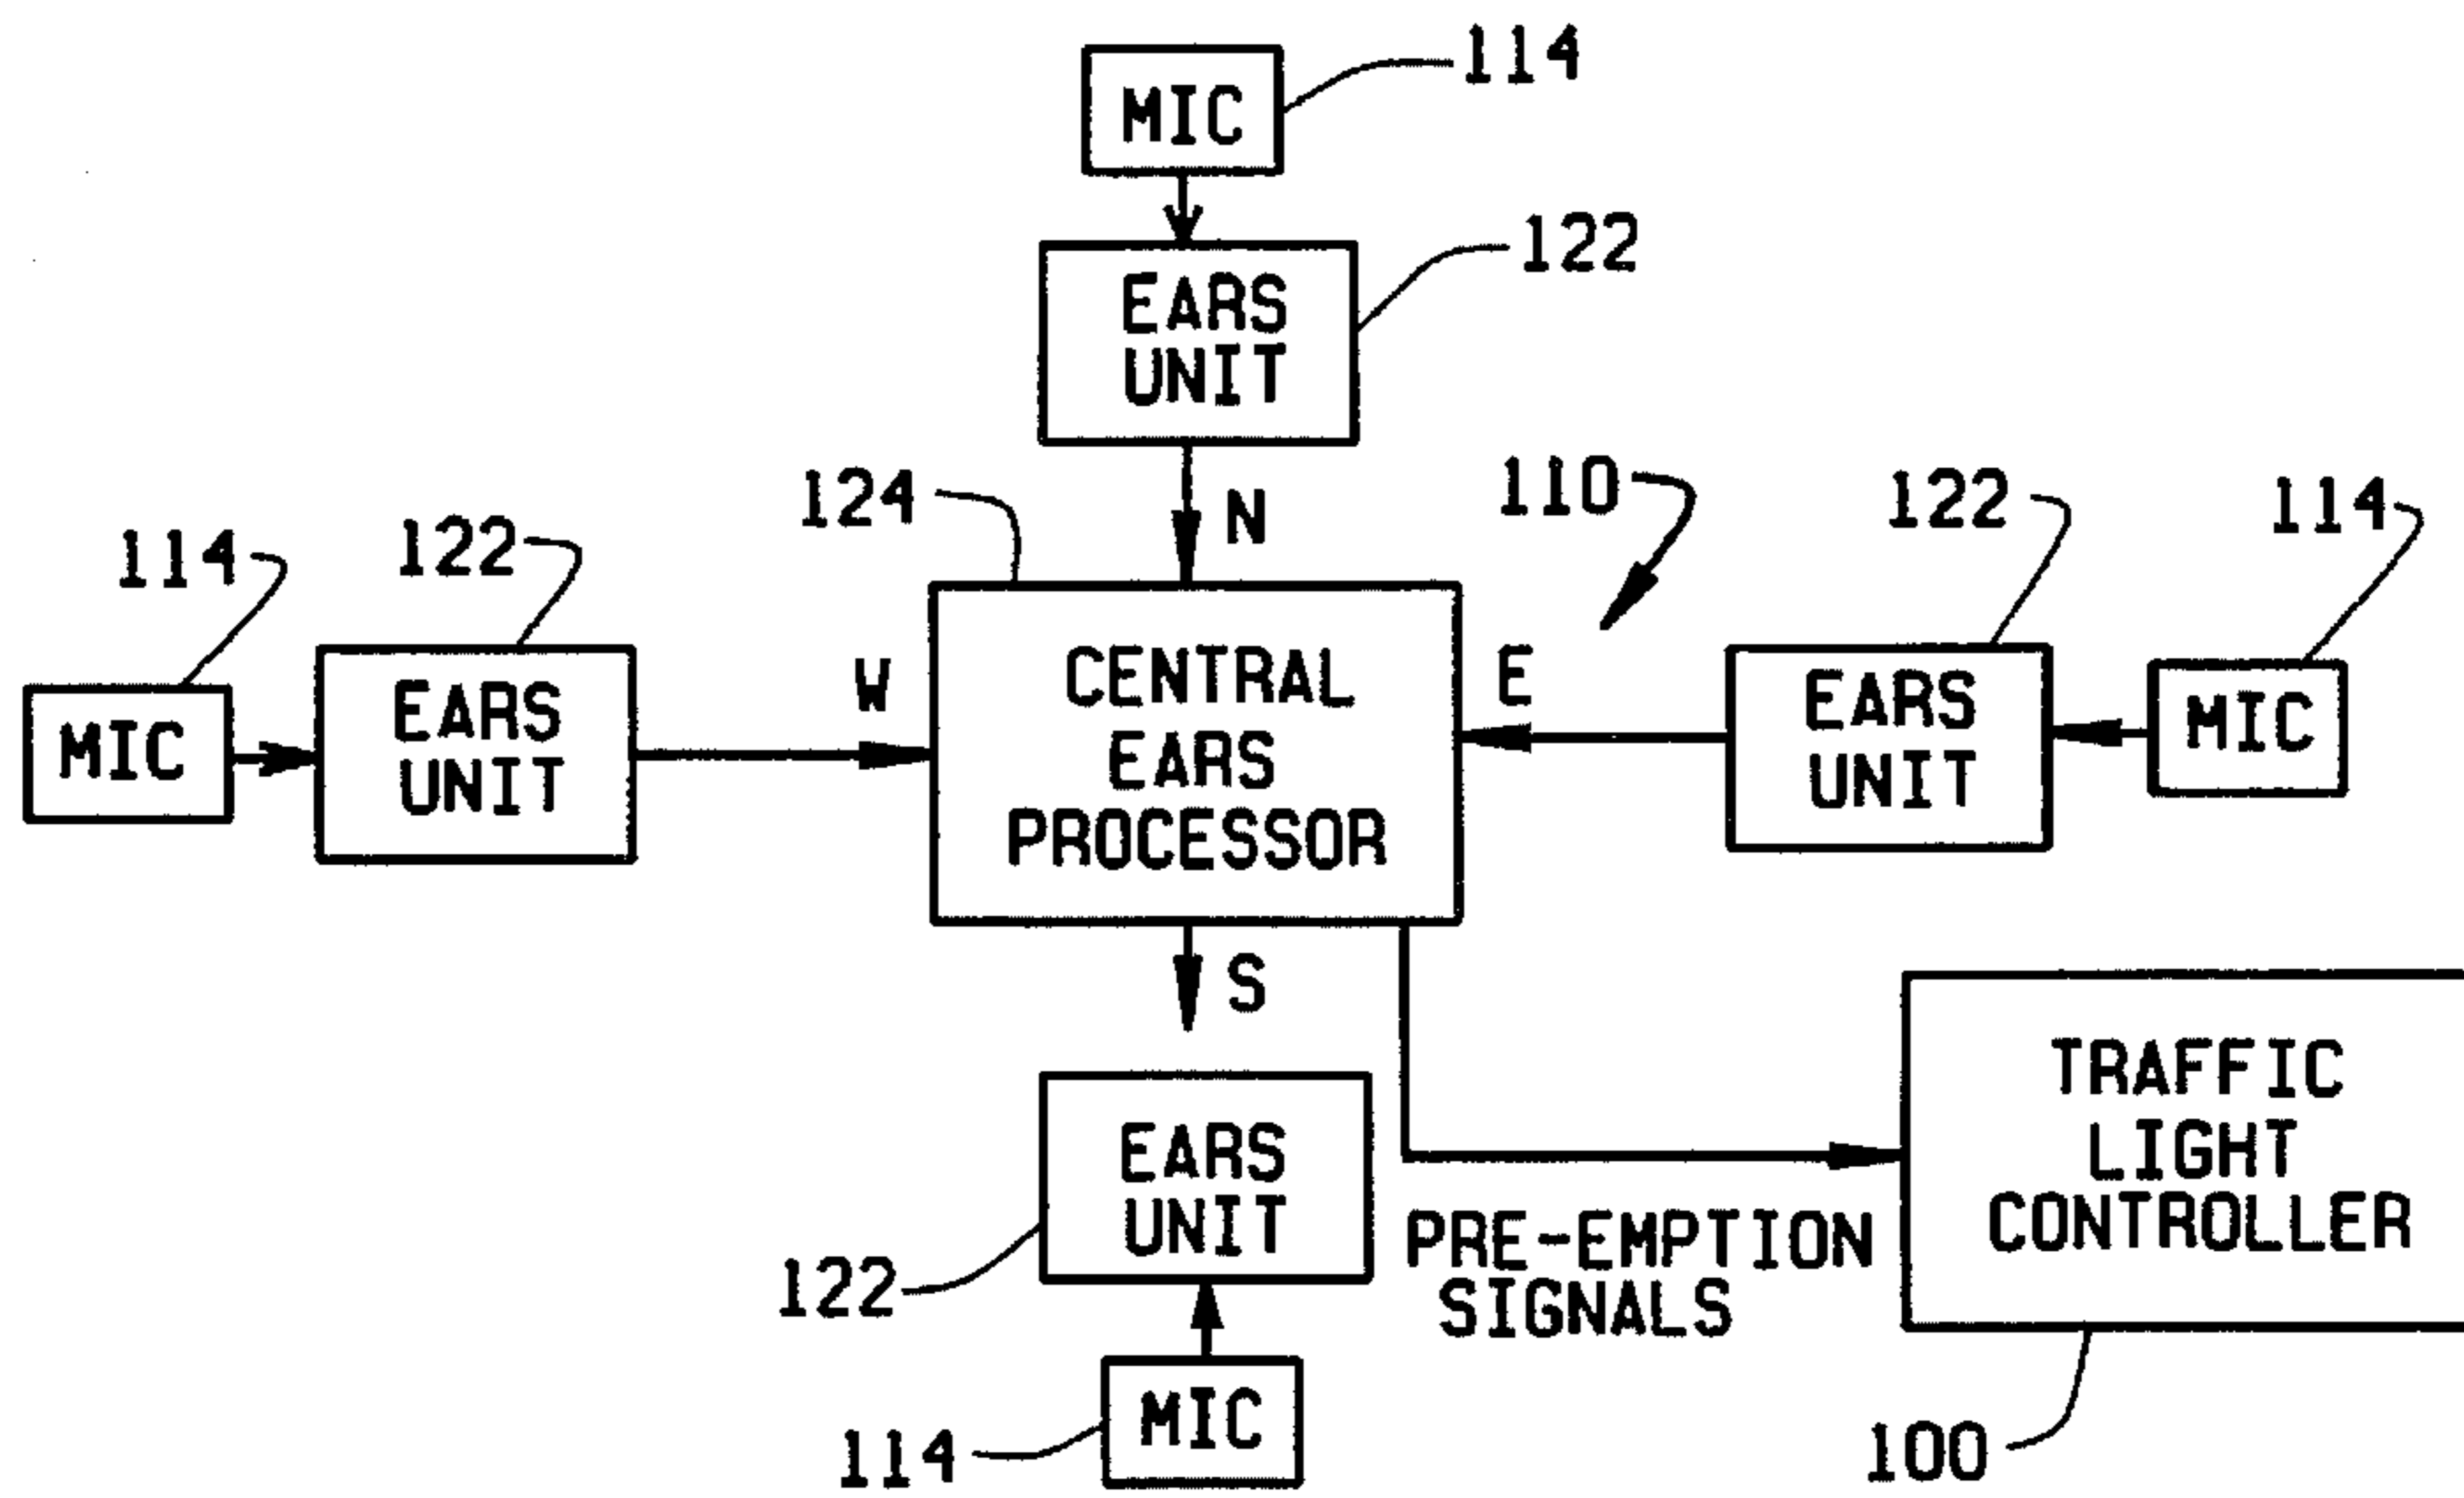 MIC
114
EARS
UNIT
122
N
124
110
122
114
114
122
MIC
EARS
UNIT
W
CENTRAL
EARS
PROCESSOR
E
EARS
UNIT
MIC
S
EARS
UNIT
122
MIC
114
PRE-EMPTION
SIGNALS
TRAFFIC
LIGHT
CONTROLLER
100